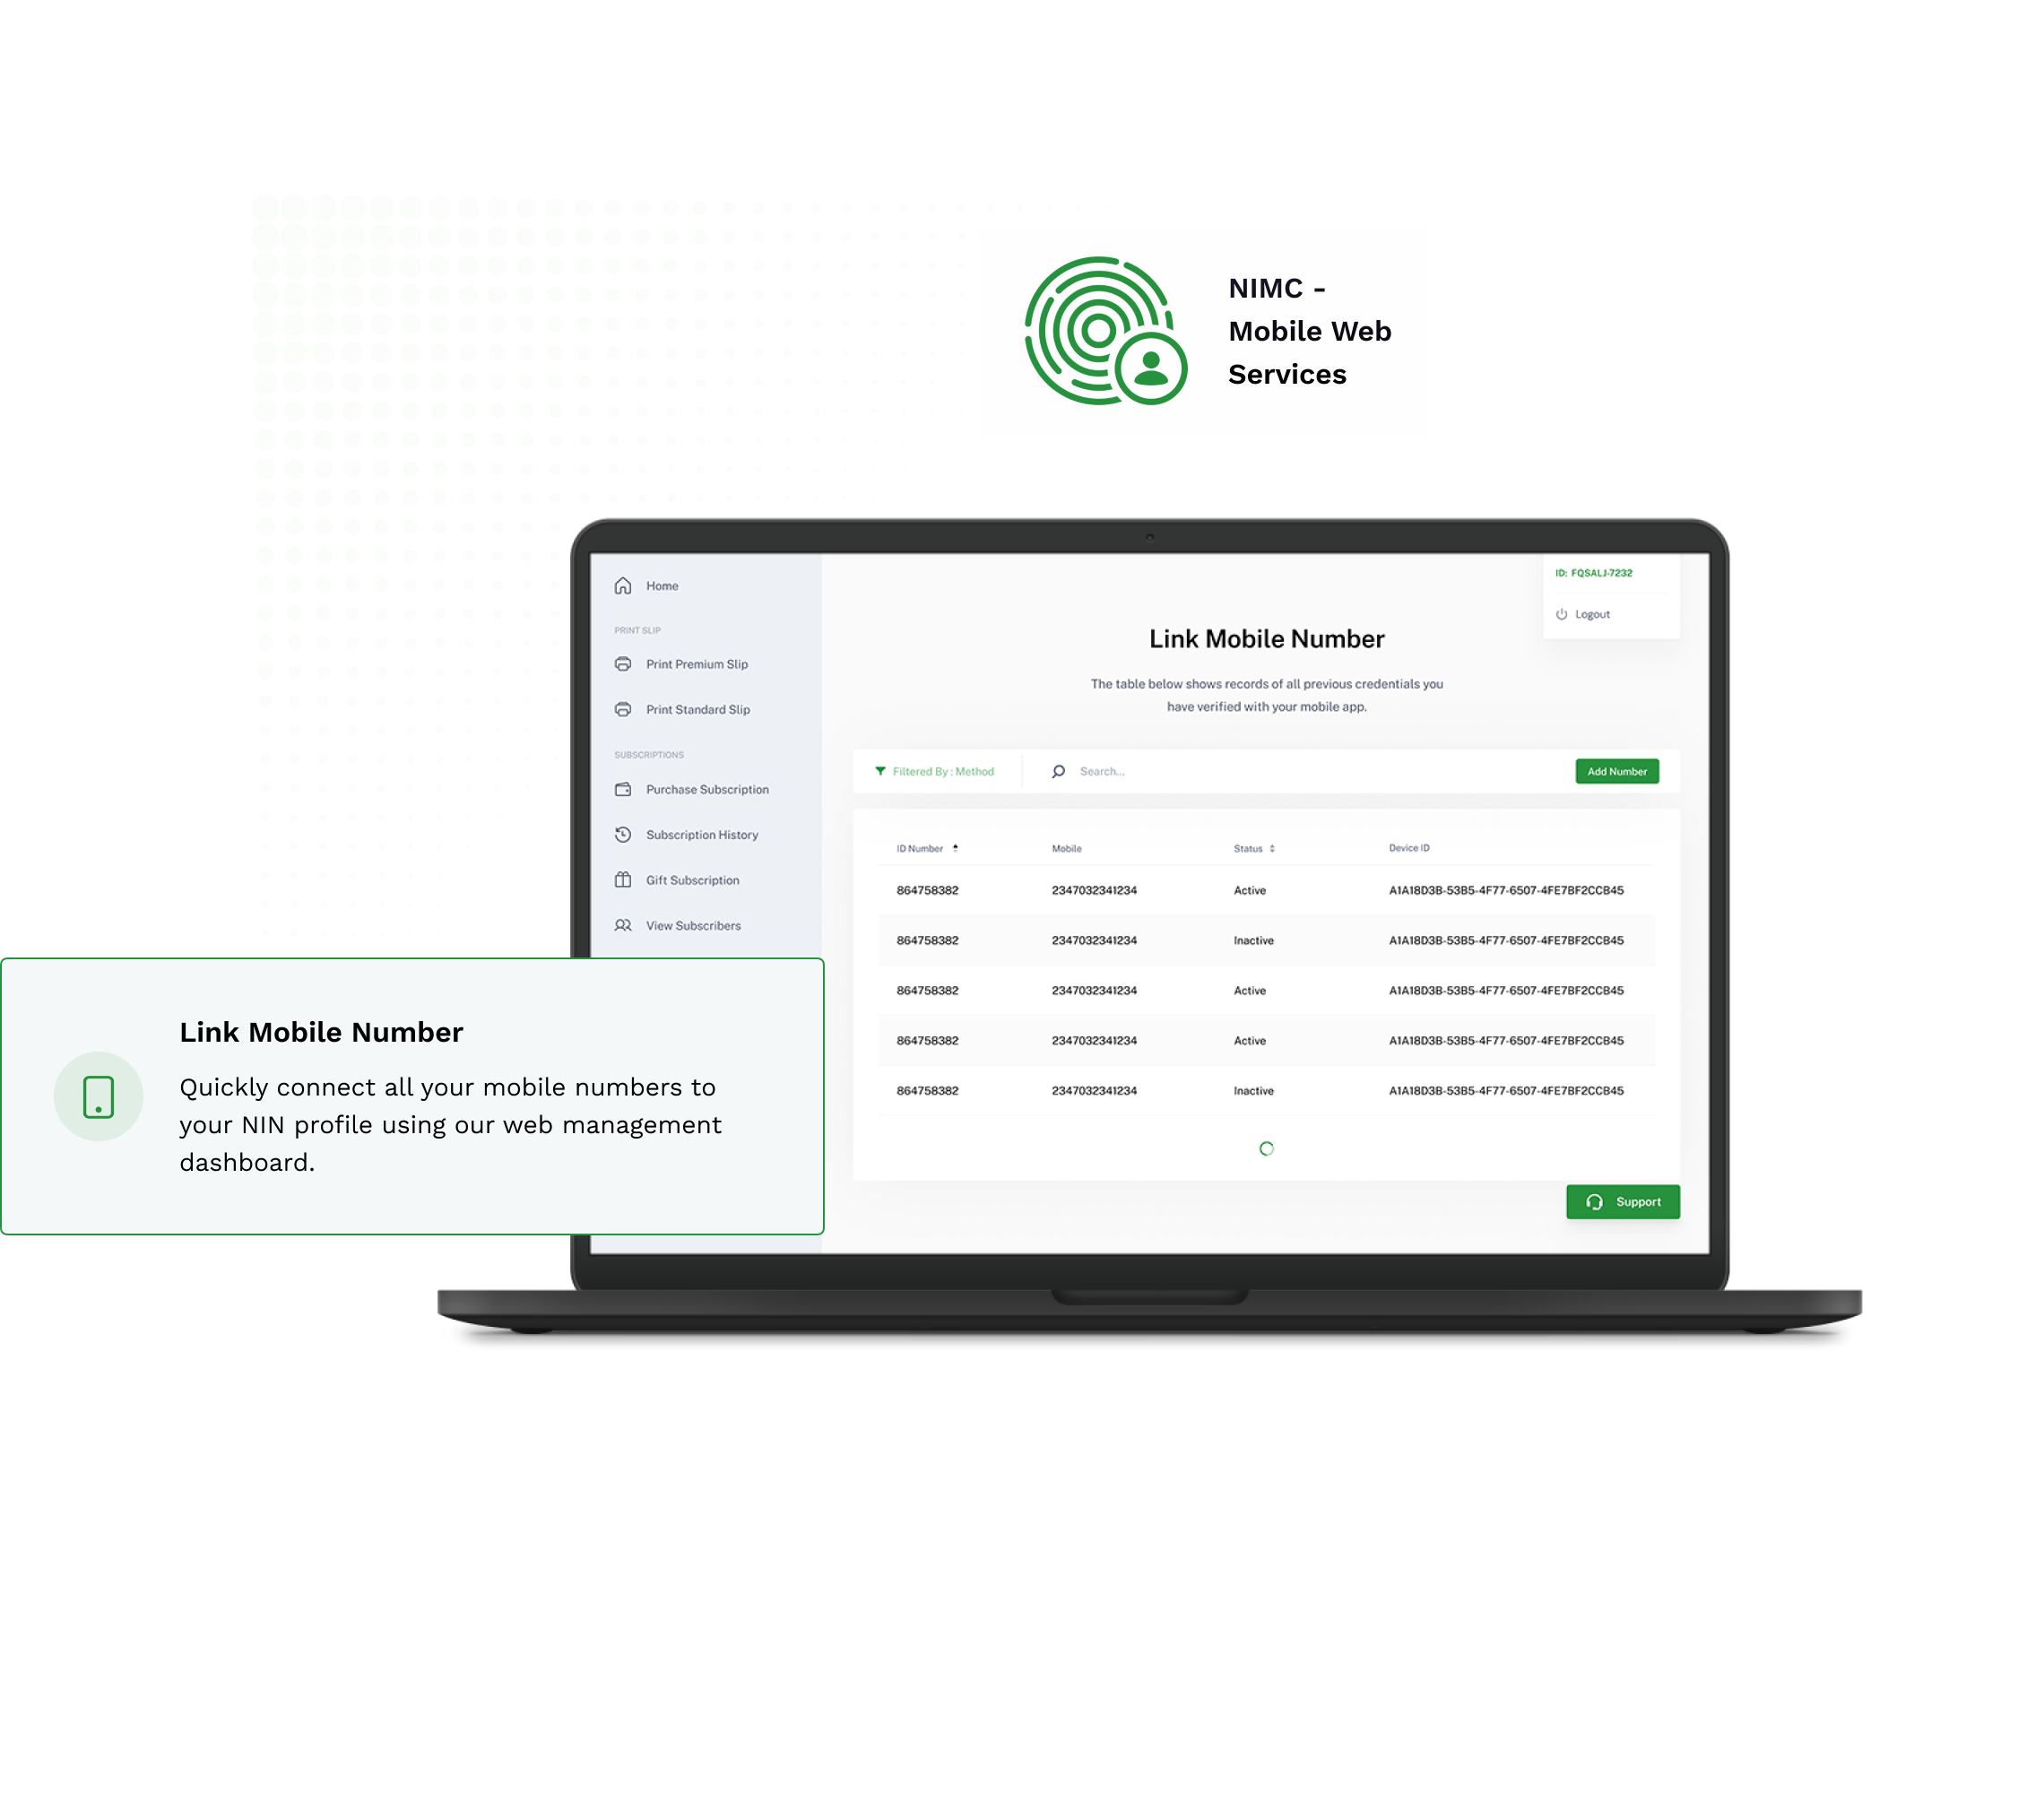 NIMC -
Mobile Web
Services
Home
PRINT SLIP
Print Premium Slip
Print Standard Slip
SUBSCRIPTIONS
Purchase Subscription
Subscription History
Gift Subscription
View Subscribers
ID: FQSALJ-7232
Logout
Link Mobile Number
The table below shows records of all previous credentials you
have verified with your mobile app.
Filtered By : Method
Search...
Add Number
ID Number Mobile Status Device ID
864758382 2347032341234 Active A1A18D3B-53B5-4F77-6507-4FE7BF2CCB45
864758382 2347032341234 Inactive A1A18D3B-53B5-4F77-6507-4FE7BF2CCB45
864758382 2347032341234 Active A1A18D3B-53B5-4F77-6507-4FE7BF2CCB45
864758382 2347032341234 Active A1A18D3B-53B5-4F77-6507-4FE7BF2CCB45
864758382 2347032341234 Inactive A1A18D3B-53B5-4F77-6507-4FE7BF2CCB45
Support
Link Mobile Number
Quickly connect all your mobile numbers to
your NIN profile using our web management
dashboard.